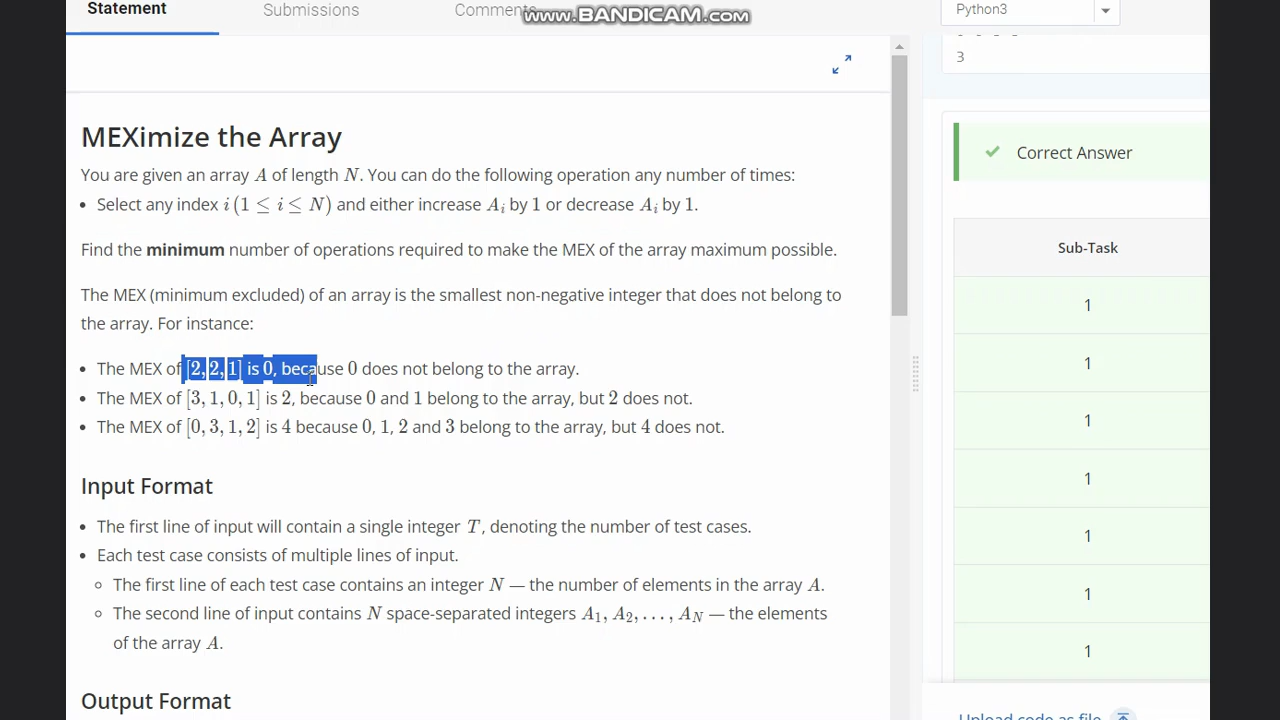 Statement
Submissions
Comments
www.BANDICAM.com
Python3
3
MEXimize the Array
You are given an array A of length N. You can do the following operation any number of times:
• Select any index i (1 ≤ i ≤ N) and either increase A_i by 1 or decrease A_i by 1.
Find the minimum number of operations required to make the MEX of the array maximum possible.
The MEX (minimum excluded) of an array is the smallest non-negative integer that does not belong to
the array. For instance:
• The MEX of [2, 2, 1] is 0, because 0 does not belong to the array.
• The MEX of [3, 1, 0, 1] is 2, because 0 and 1 belong to the array, but 2 does not.
• The MEX of [0, 3, 1, 2] is 4 because 0, 1, 2 and 3 belong to the array, but 4 does not.
Input Format
• The first line of input will contain a single integer T, denoting the number of test cases.
• Each test case consists of multiple lines of input.
◦ The first line of each test case contains an integer N — the number of elements in the array A.
◦ The second line of input contains N space-separated integers A_1, A_2, . . . , A_N — the elements
of the array A.
Output Format
Correct Answer
Sub-Task
1
1
1
1
1
1
1
Upload code as file